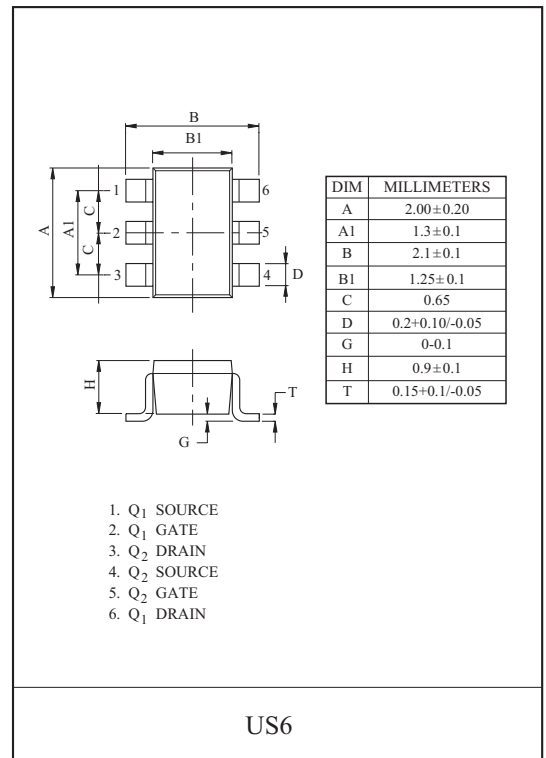 B
B1
1 6
A A1 C 2 5
C
3 4 D
DIM MILLIMETERS
A 2.00±0.20
A1 1.3±0.1
B 2.1±0.1
B1 1.25±0.1
C 0.65
D 0.2+0.10/-0.05
G 0-0.1
H 0.9±0.1
T 0.15+0.1/-0.05
H T
G
1. Q1 SOURCE
2. Q1 GATE
3. Q2 DRAIN
4. Q2 SOURCE
5. Q2 GATE
6. Q1 DRAIN
US6